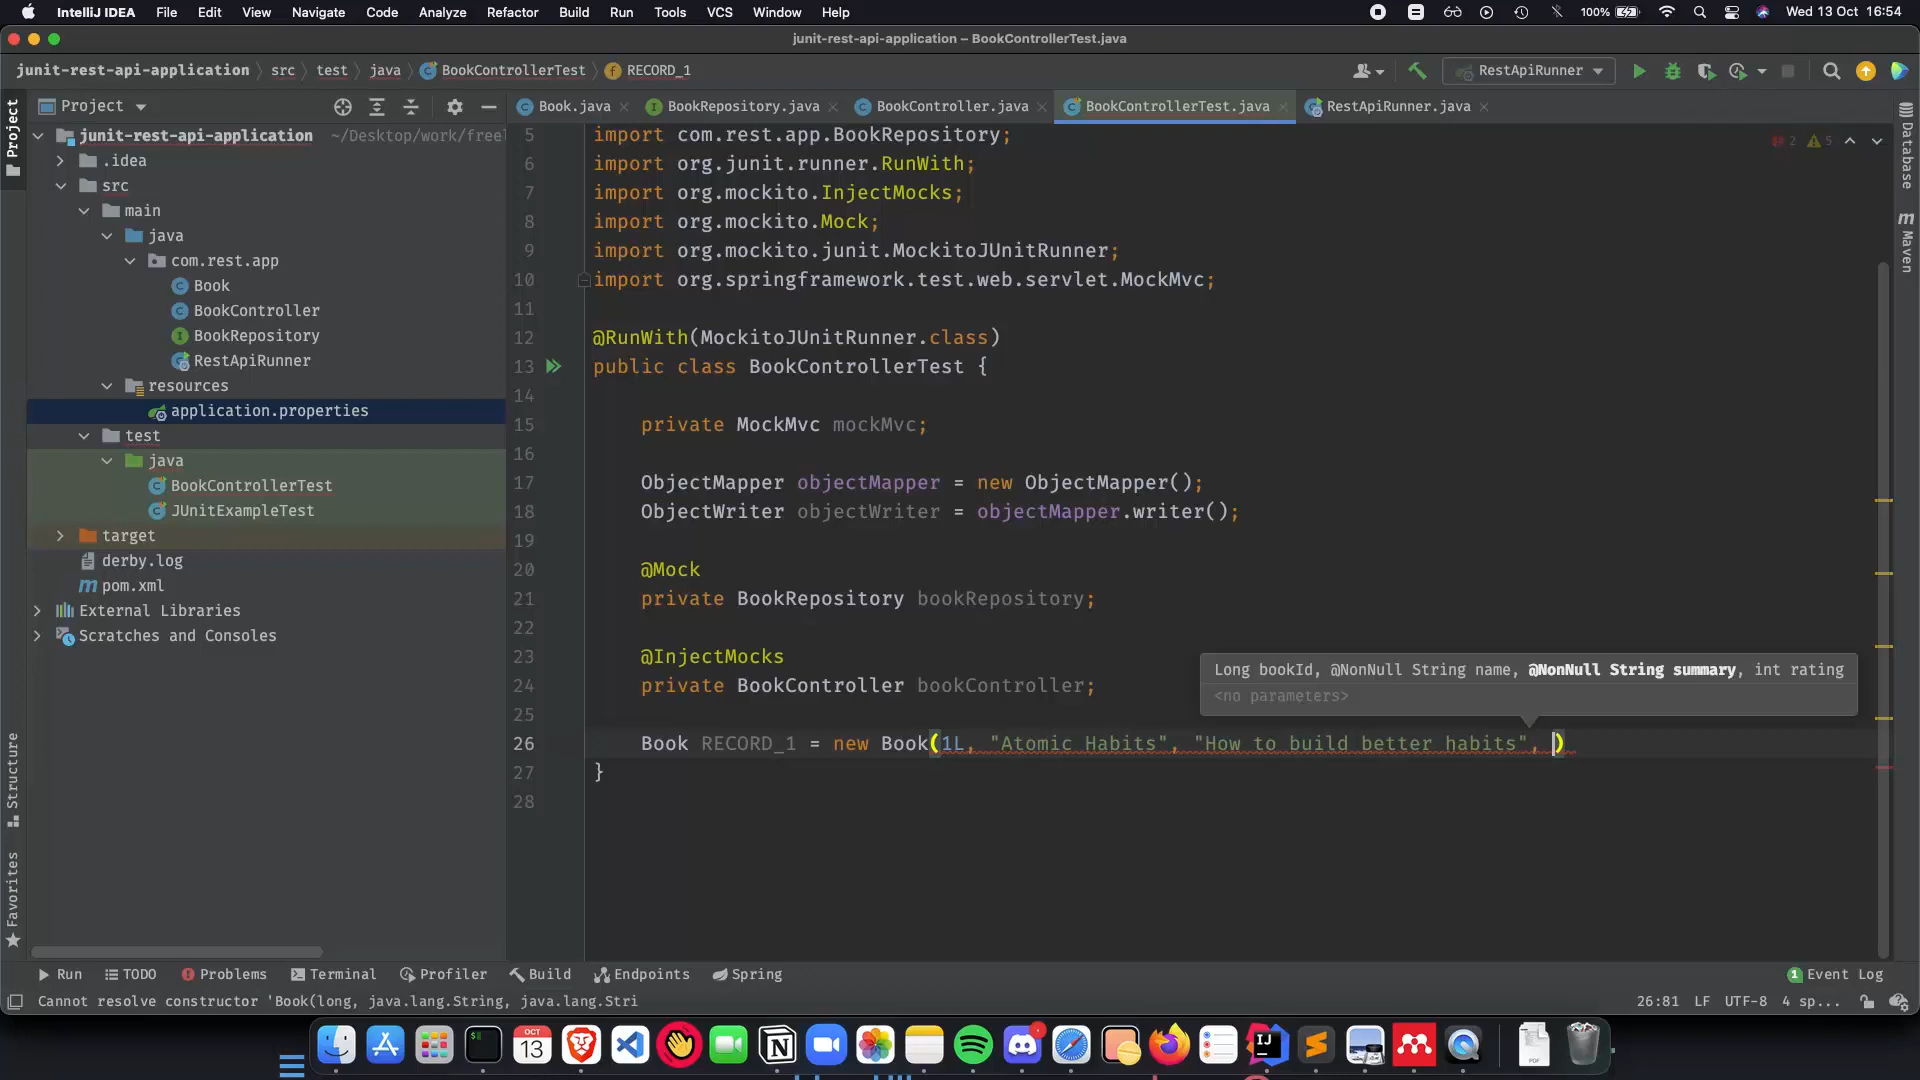 IntelliJ IDEA File Edit View Navigate Code Analyze Refactor Build Run Tools VCS Window Help 100% Wed 13 Oct 16:54
junit-rest-api-application – BookControllerTest.java
junit-rest-api-application src test java BookControllerTest RECORD_1 RestApiRunner
Project Book.java BookRepository.java BookController.java BookControllerTest.java RestApiRunner.java
Project
Structure
Favorites
Database
Maven
junit-rest-api-application ~/Desktop/work/freel
.idea
src
main
java
com.rest.app
Book
BookController
BookRepository
RestApiRunner
resources
application.properties
test
java
BookControllerTest
JUnitExampleTest
target
derby.log
pom.xml
External Libraries
Scratches and Consoles
2 5
5 import com.rest.app.BookRepository;
6 import org.junit.runner.RunWith;
7 import org.mockito.InjectMocks;
8 import org.mockito.Mock;
9 import org.mockito.junit.MockitoJUnitRunner;
10 import org.springframework.test.web.servlet.MockMvc;
11
12 @RunWith(MockitoJUnitRunner.class)
13 public class BookControllerTest {
14
15 private MockMvc mockMvc;
16
17 ObjectMapper objectMapper = new ObjectMapper();
18 ObjectWriter objectWriter = objectMapper.writer();
19
20 @Mock
21 private BookRepository bookRepository;
22
23 @InjectMocks
24 private BookController bookController;
25
Long bookId, @NonNull String name, @NonNull String summary, int rating
<no parameters>
26 Book RECORD_1 = new Book(1L, "Atomic Habits", "How to build better habits", )
27 }
28
Run TODO Problems Terminal Profiler Build Endpoints Spring 1 Event Log
Cannot resolve constructor 'Book(long, java.lang.String, java.lang.Stri 26:81 LF UTF-8 4 sp...
OCT
13